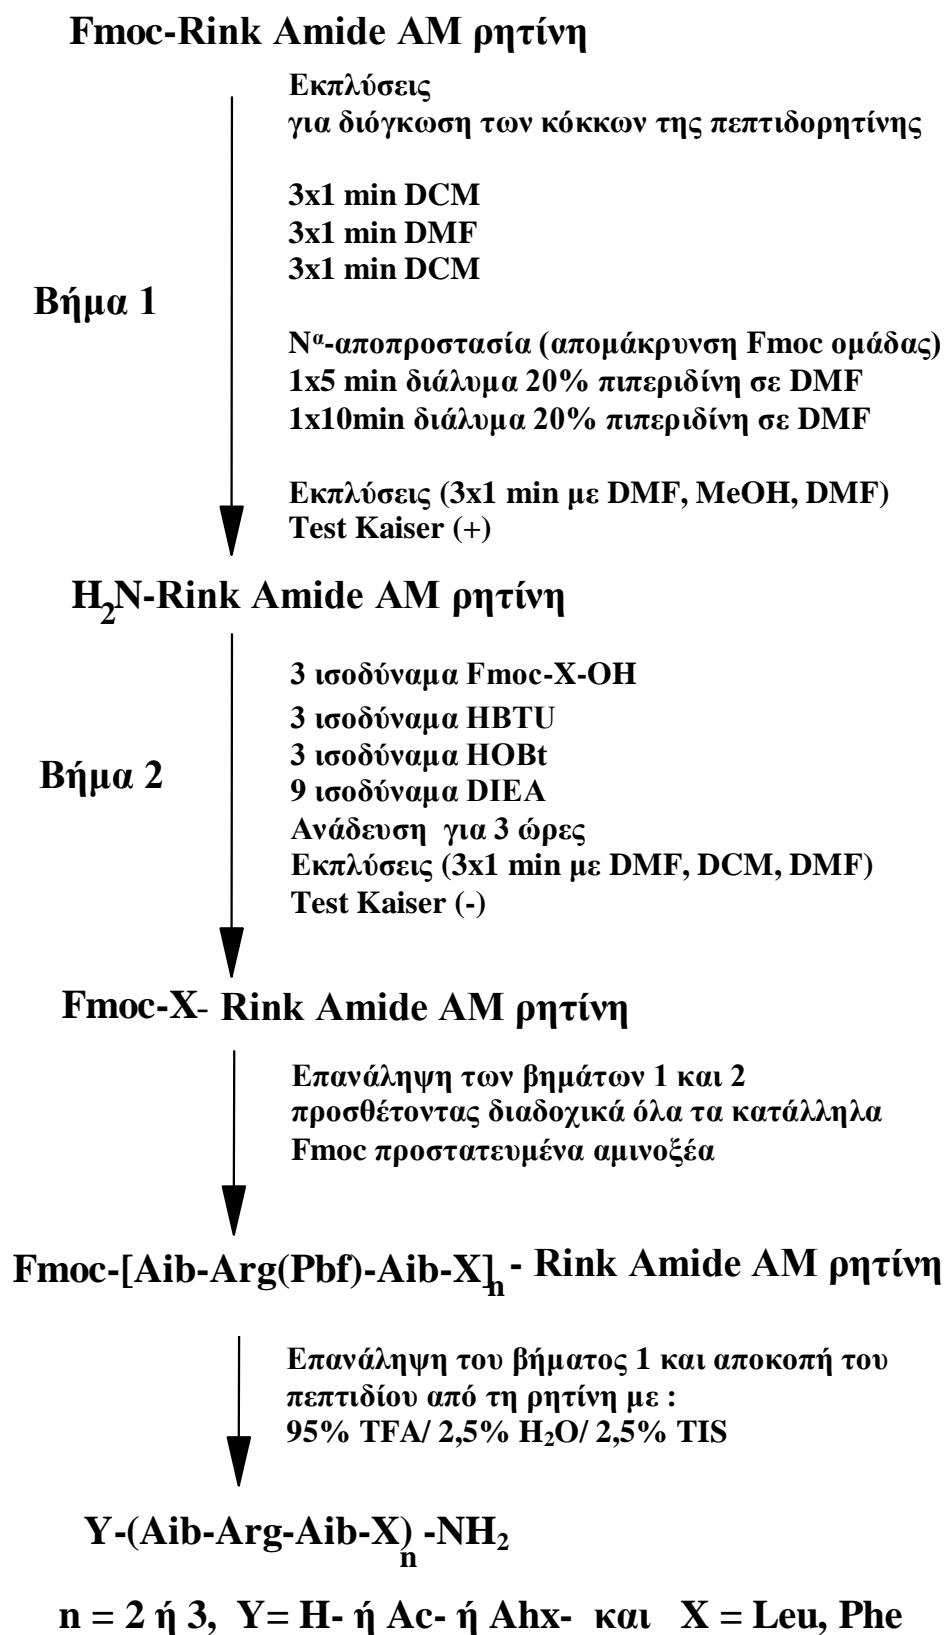 Fmoc-Rink Amide AM ρητίνη
Εκπλύσεις
για διόγκωση των κόκκων της πεπτιδορητίνης
3x1 min DCM
3x1 min DMF
3x1 min DCM
Βήμα 1
Nᵅ-αποπροστασία (απομάκρυνση Fmoc ομάδας)
1x5 min διάλυμα 20% πιπεριδίνη σε DMF
1x10min διάλυμα 20% πιπεριδίνη σε DMF
Εκπλύσεις (3x1 min με DMF, MeOH, DMF)
Test Kaiser (+)
H₂N-Rink Amide AM ρητίνη
3 ισοδύναμα Fmoc-X-OH
3 ισοδύναμα HBTU
3 ισοδύναμα HOBt
Βήμα 2
9 ισοδύναμα DIEA
Ανάδευση για 3 ώρες
Εκπλύσεις (3x1 min με DMF, DCM, DMF)
Test Kaiser (-)
Fmoc-X- Rink Amide AM ρητίνη
Επανάληψη των βημάτων 1 και 2
προσθέτοντας διαδοχικά όλα τα κατάλληλα
Fmoc προστατευμένα αμινοξέα
Fmoc-[Aib-Arg(Pbf)-Aib-X]ₙ- Rink Amide AM ρητίνη
Επανάληψη του βήματος 1 και αποκοπή του
πεπτιδίου από τη ρητίνη με :
95% TFA/ 2,5% H₂O/ 2,5% TIS
Y-(Aib-Arg-Aib-X)ₙ-NH₂
n = 2 ή 3, Y= H- ή Ac- ή Ahx- και X = Leu, Phe